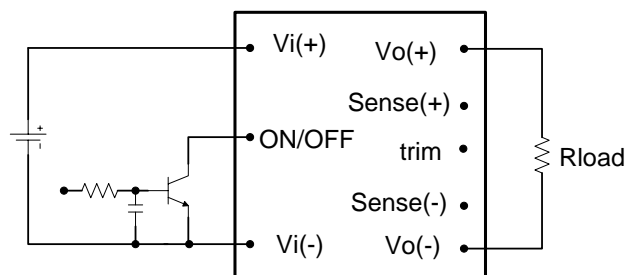 Vi(+)
Vo(+)
Sense(+)
ON/OFF
trim
Rload
Sense(-)
Vi(-)
Vo(-)
+
-